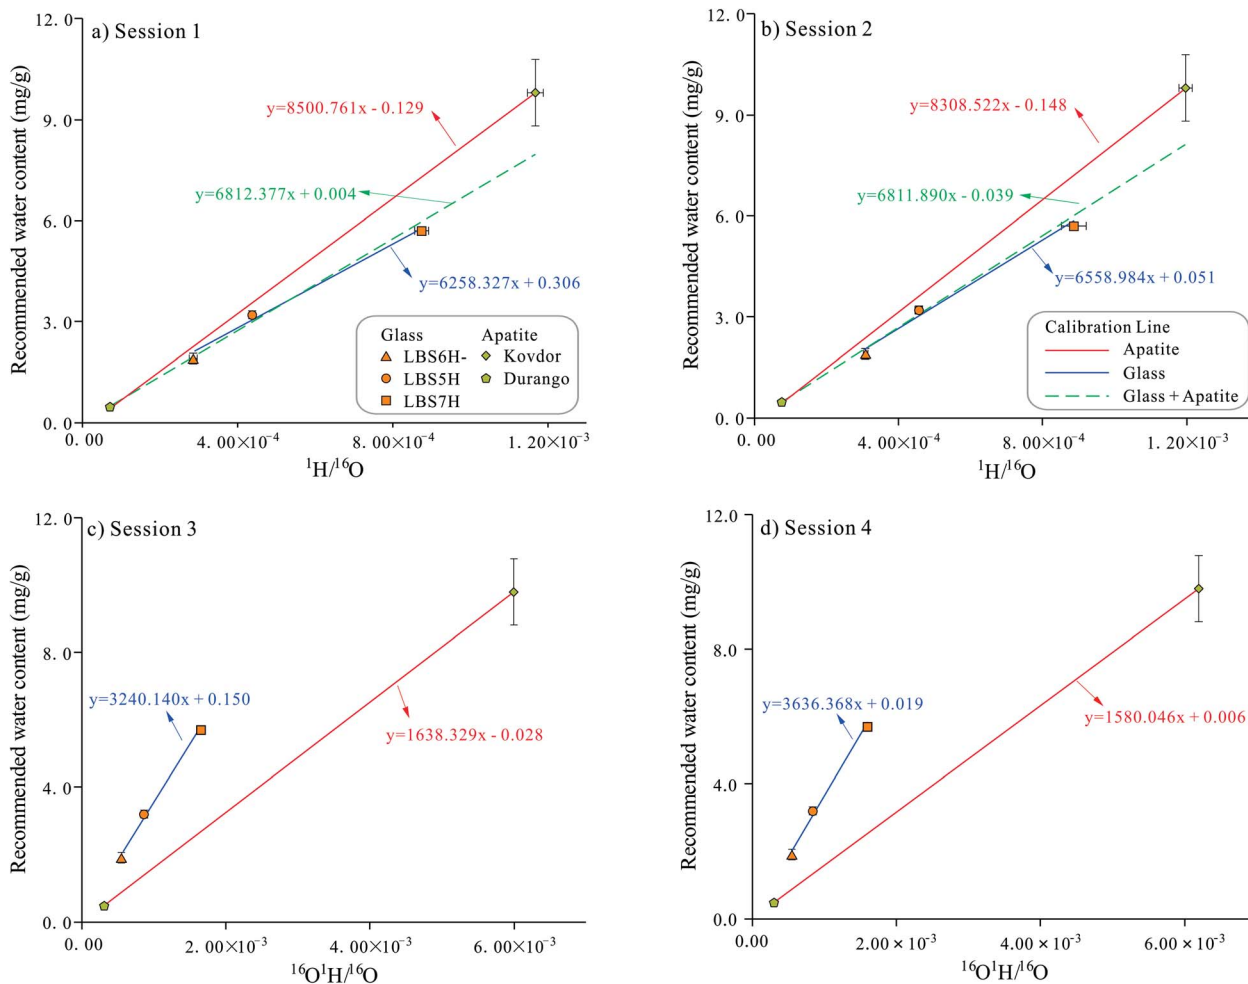 a) Session 1
Recommended water content (mg/g)
12. 0
9. 0
6. 0
3. 0
0. 0
y=8500.761x - 0.129
y=6812.377x + 0.004
y=6258.327x + 0.306
Glass Apatite
LBS6H- Kovdor
LBS5H Durango
LBS7H
0. 00 4. 00×10⁻⁴ 8. 00×10⁻⁴ 1. 20×10⁻³
¹H/¹⁶O
b) Session 2
Recommended water content (mg/g)
12. 0
9. 0
6. 0
3. 0
0. 0
y=8308.522x - 0.148
y=6811.890x - 0.039
y=6558.984x + 0.051
Calibration Line
Apatite
Glass
Glass + Apatite
0. 00 4. 00×10⁻⁴ 8. 00×10⁻⁴ 1. 20×10⁻³
¹H/¹⁶O
c) Session 3
Recommended water content (mg/g)
12. 0
8. 0
4. 0
0. 0
y=3240.140x + 0.150
y=1638.329x - 0.028
0. 00 2. 00×10⁻³ 4. 00×10⁻³ 6. 00×10⁻³
¹⁶O¹H/¹⁶O
d) Session 4
Recommended water content (mg/g)
12. 0
8. 0
4. 0
0. 0
y=3636.368x + 0.019
y=1580.046x + 0.006
0. 00 2. 00×10⁻³ 4. 00×10⁻³ 6. 00×10⁻³
¹⁶O¹H/¹⁶O